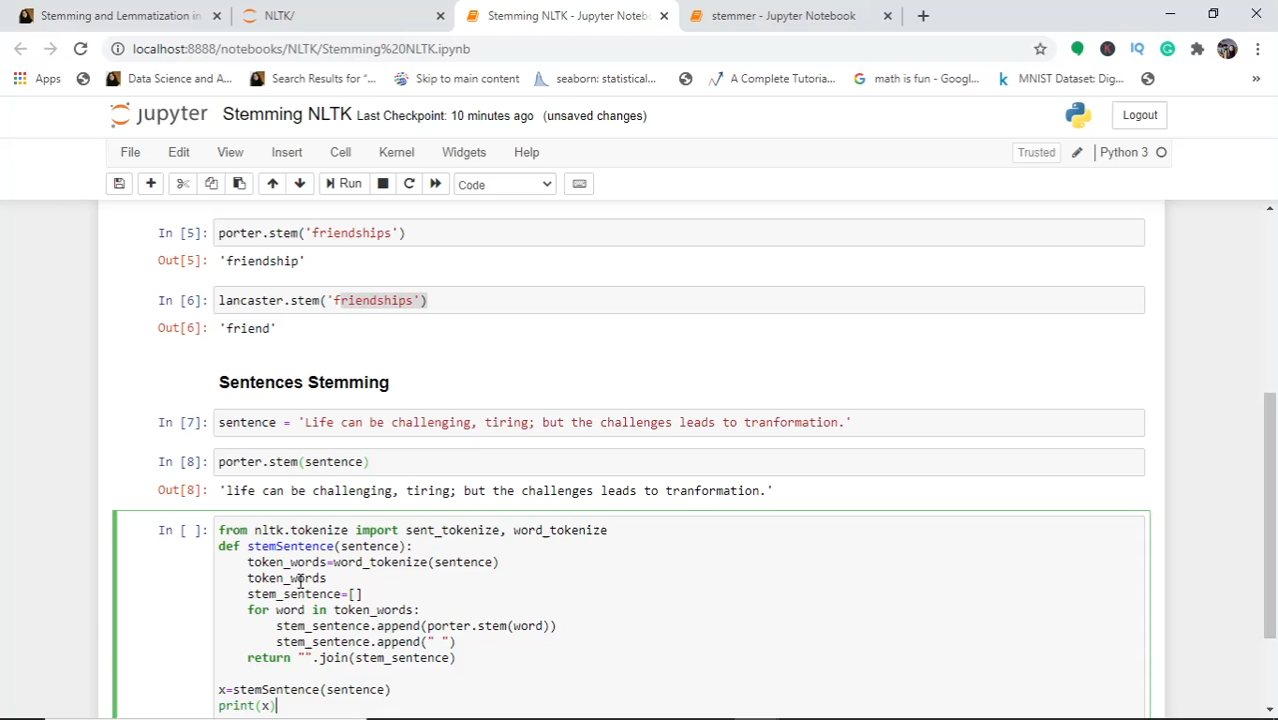 Stemming and Lemmatization in
NLTK/
Stemming NLTK - Jupyter Noteb
stemmer - Jupyter Notebook
localhost:8888/notebooks/NLTK/Stemming%20NLTK.ipynb
Apps
Data Science and A...
Search Results for "...
Skip to main content
seaborn: statistical...
A Complete Tutoria...
math is fun - Googl...
MNIST Dataset: Dig...
»
jupyter Stemming NLTK Last Checkpoint: 10 minutes ago (unsaved changes)
Logout
File Edit View Insert Cell Kernel Widgets Help
Trusted
Python 3
Run
Code
In [5]: porter.stem('friendships')
Out[5]: 'friendship'
In [6]: lancaster.stem('friendships')
Out[6]: 'friend'
Sentences Stemming
In [7]: sentence = 'Life can be challenging, tiring; but the challenges leads to tranformation.'
In [8]: porter.stem(sentence)
Out[8]: 'life can be challenging, tiring; but the challenges leads to tranformation.'
In [ ]: from nltk.tokenize import sent_tokenize, word_tokenize
def stemSentence(sentence):
token_words=word_tokenize(sentence)
token_words
stem_sentence=[]
for word in token_words:
stem_sentence.append(porter.stem(word))
stem_sentence.append(" ")
return "".join(stem_sentence)
x=stemSentence(sentence)
print(x)